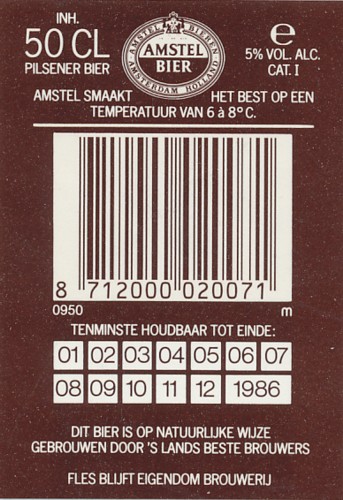 INH.
50 CL
PILSENER BIER
AMSTEL BIEREN
AMSTEL
BIER
AMSTERDAM HOLLAND
℮
5% VOL. ALC.
CAT. I
AMSTEL SMAAKT HET BEST OP EEN
TEMPERATUUR VAN 6 à 8° C.
8 712000 020071
0950 m
TENMINSTE HOUDBAAR TOT EINDE:
01 02 03 04 05 06 07
08 09 10 11 12 1986
DIT BIER IS OP NATUURLIJKE WIJZE
GEBROUWEN DOOR 'S LANDS BESTE BROUWERS
FLES BLIJFT EIGENDOM BROUWERIJ